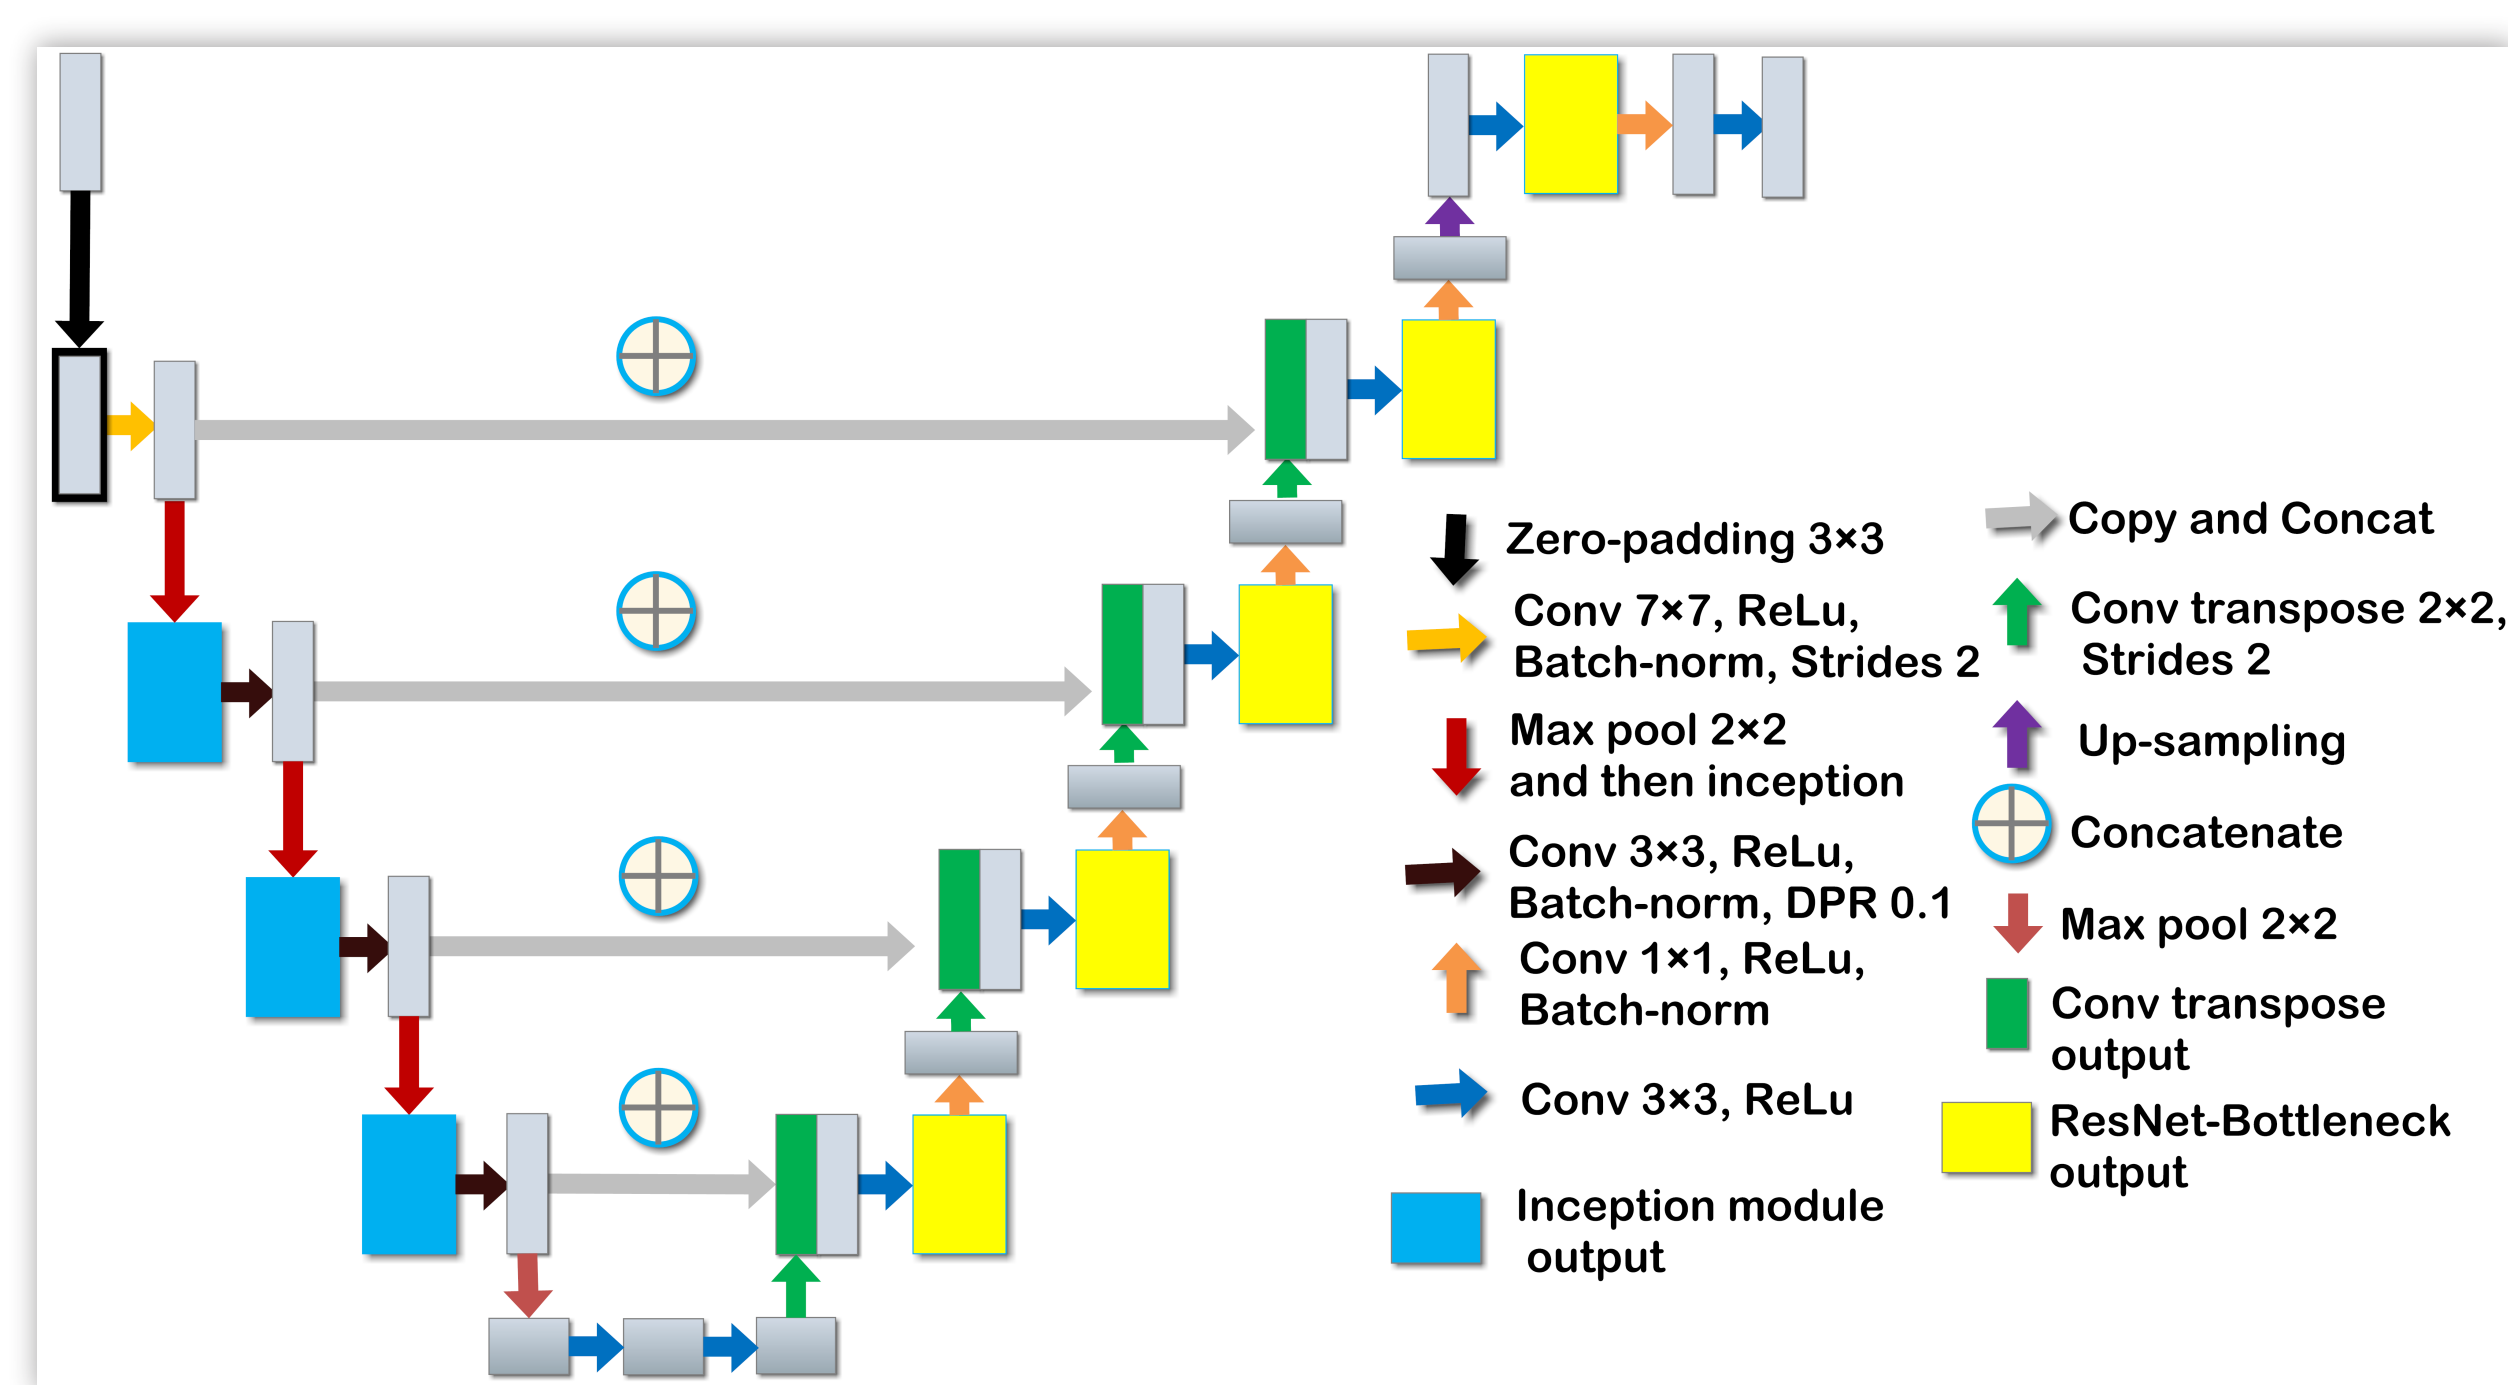 Zero-padding 3×3
Conv 7×7, ReLu,
Batch-norm, Strides 2
Max pool 2×2
and then inception
Conv 3×3, ReLu,
Batch-norm, DPR 0.1
Conv 1×1, ReLu,
Batch-norm
Conv 3×3, ReLu
Inception module
output
Copy and Concat
Conv transpose 2×2,
Strides 2
Up-sampling
Concatenate
Max pool 2×2
Conv transpose
output
ResNet-Bottleneck
output